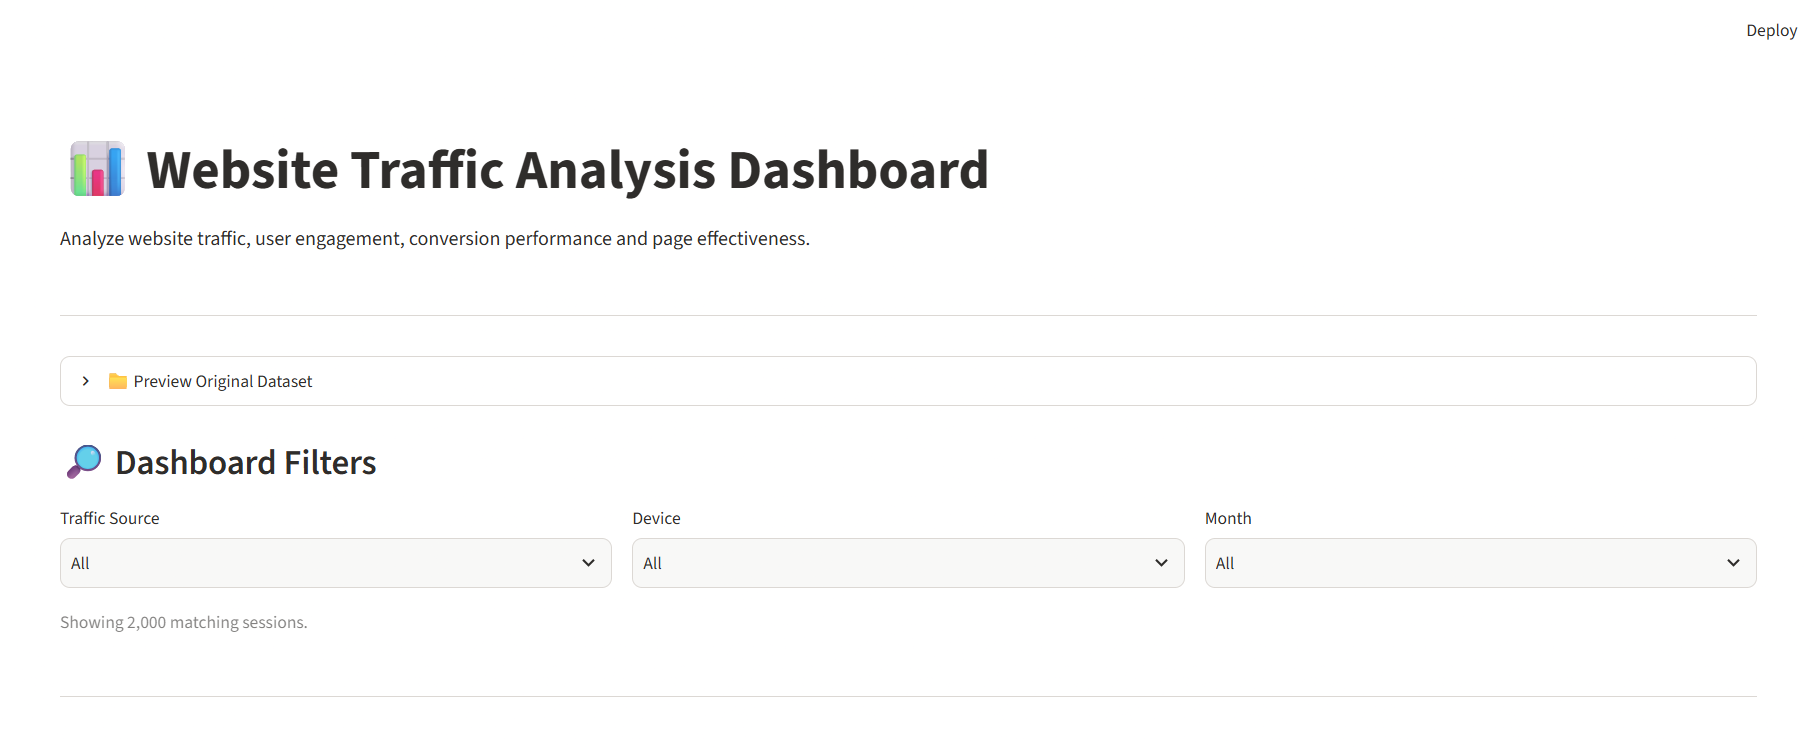 Deploy
Website Traffic Analysis Dashboard
Analyze website traffic, user engagement, conversion performance and page effectiveness.
Preview Original Dataset
Dashboard Filters
Traffic Source
Device
Month
All
All
All
Showing 2,000 matching sessions.